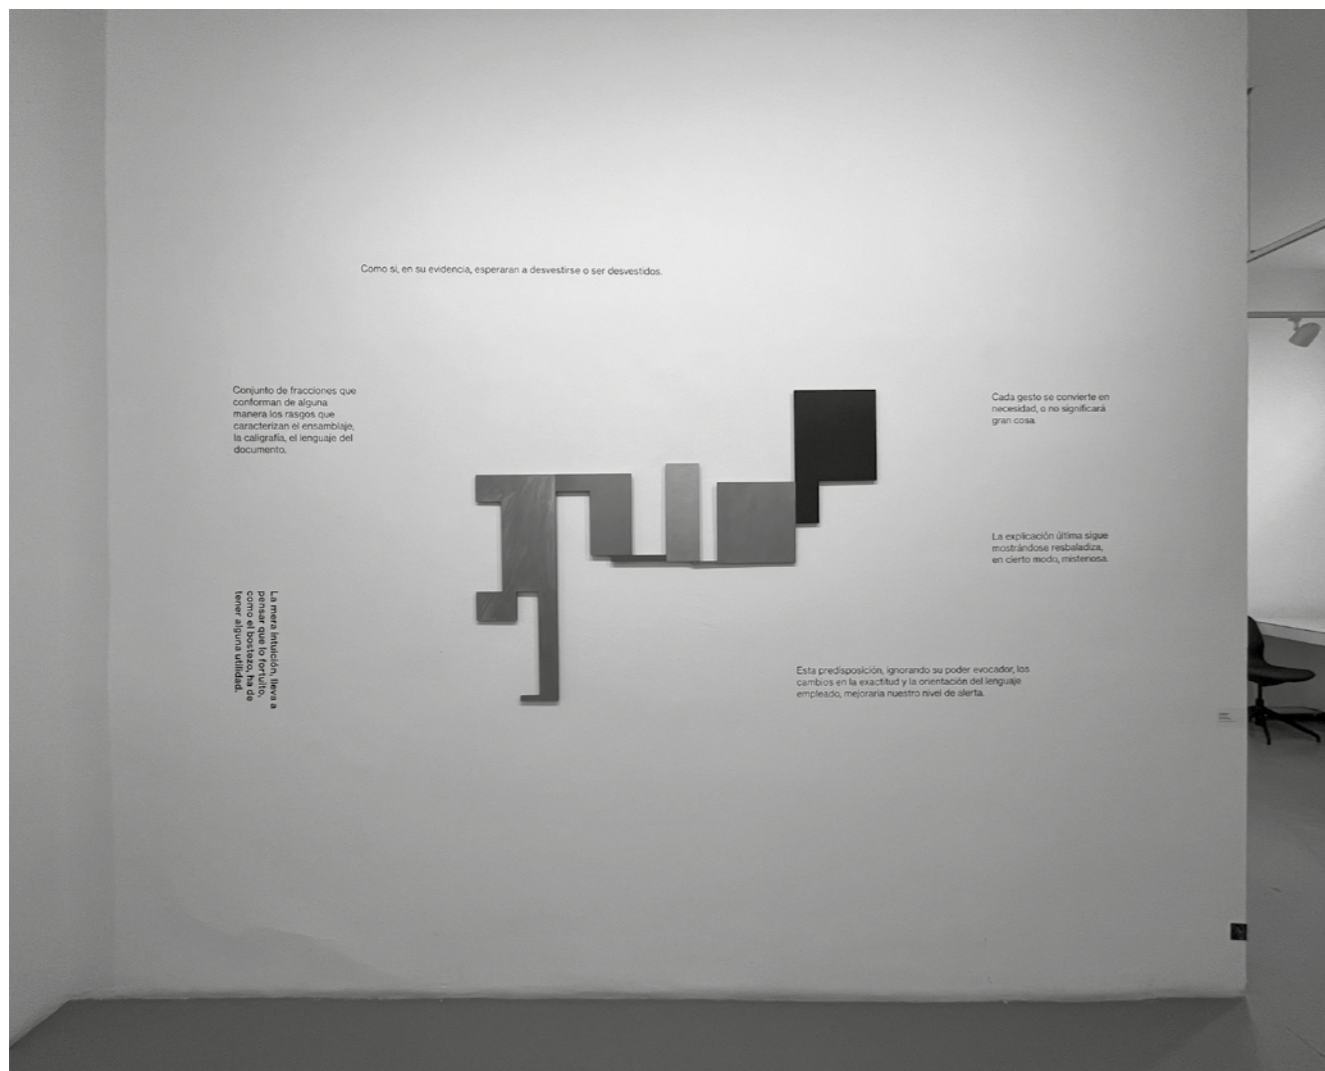 Como si, en su evidencia, esperaran a desvestirse o ser desvestidos.
Conjunto de fracciones que
conforman de alguna
manera los rasgos que
caracterizan el ensamblaje,
la caligrafía, el lenguaje del
documento.
Cada gesto se convierte en
necesidad, o no significará
gran cosa.
La explicación última sigue
mostrándose resbaladiza,
en cierto modo, misteriosa.
La mera intuición, lleva a
pensar que lo fortuito,
como el bostezo, ha de
tener alguna utilidad.
Esta predisposición, ignorando su poder evocador, los
cambios en la exactitud y la orientación del lenguaje
empleado, mejoraría nuestro nivel de alerta.